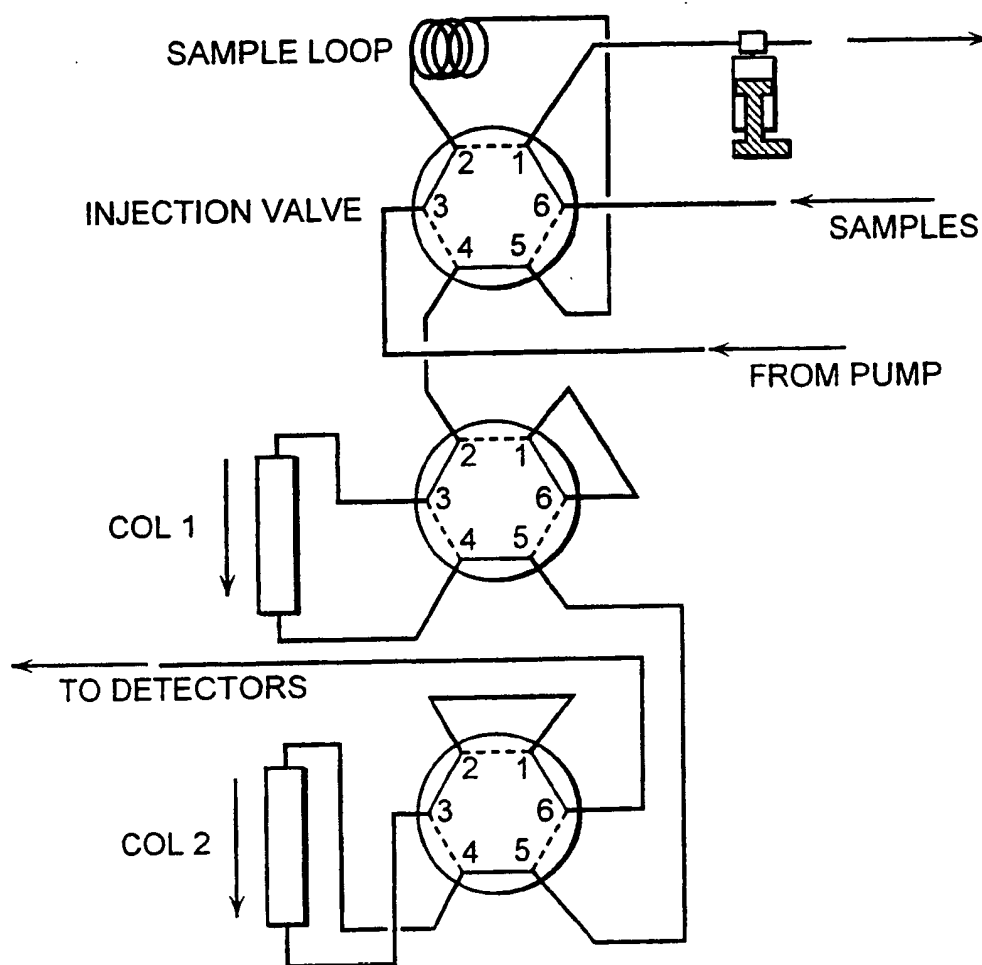 SAMPLE LOOP
2 1
INJECTION VALVE
3 6
4 5
SAMPLES
FROM PUMP
2 1
3 6
COL 1
4 5
TO DETECTORS
2 1
3 6
COL 2
4 5